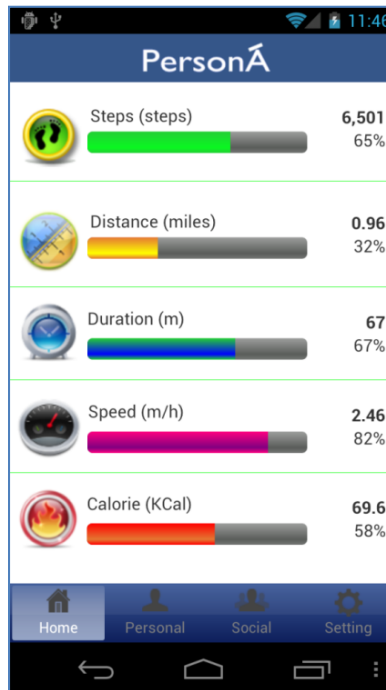 11:46
PersonÁ
Steps (steps)
6,501
65%
Distance (miles)
0.96
32%
Duration (m)
67
67%
Speed (m/h)
2.46
82%
Calorie (KCal)
69.6
58%
Home Personal Social Setting